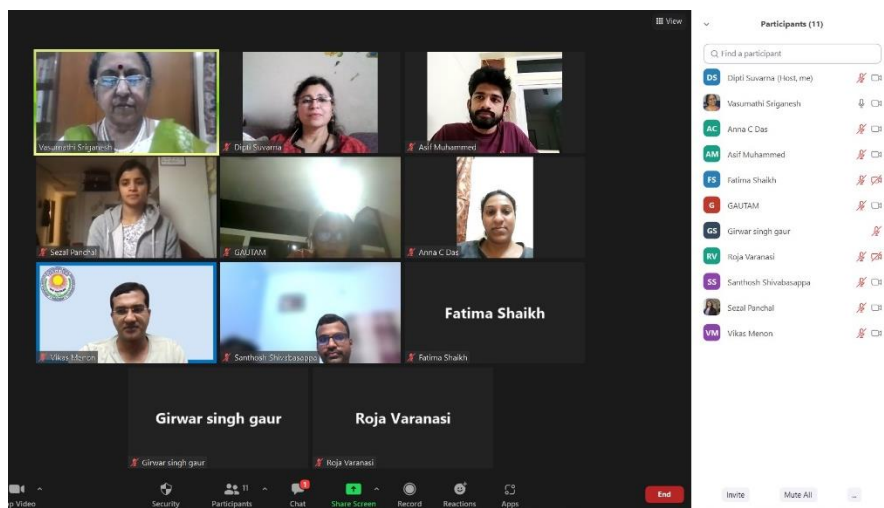 View
Vasumathi Sriganesh
Dipti Suvarna
Asif Muhammed
Sezal Panchal
GAUTAM
Anna C Das
Vikas Menon
Santhosh Shivabasappa
Fatima Shaikh
Fatima Shaikh
Girwar singh gaur
Roja Varanasi
Girwar singh gaur
Roja Varanasi
op Video
Security
Participants
11
Chat
1
Share Screen
Record
Reactions
Apps
End
Participants (11)
Find a participant
DS Dipti Suvarna (Host, me)
Vasumathi Sriganesh
AC Anna C Das
AM Asif Muhammed
FS Fatima Shaikh
G GAUTAM
GS Girwar singh gaur
RV Roja Varanasi
SS Santhosh Shivabasappa
Sezal Panchal
VM Vikas Menon
Invite
Mute All
...